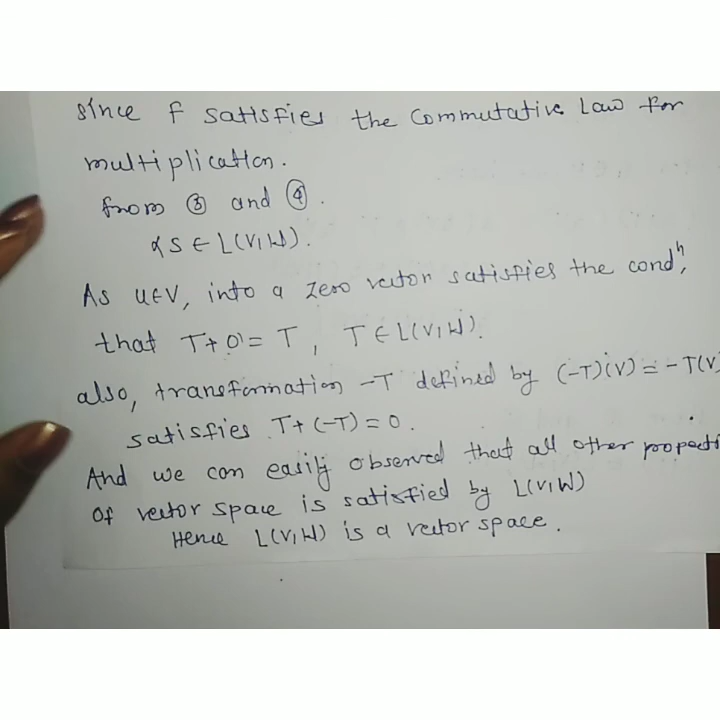 since F satisfies the commutative Law for
multiplication.
from ③ and ④.
αS ∈ L(V,W).
As u∈V, into a zero vector satisfies the condⁿ,
that T+0 = T, T ∈ L(V,W).
also, transformation -T defined by (-T)(V) = -T(V)
satisfies T+(-T) = 0.
And we can easily observed that all other properti
of vector space is satisfied by L(V,W)
Hence L(V,W) is a vector space.